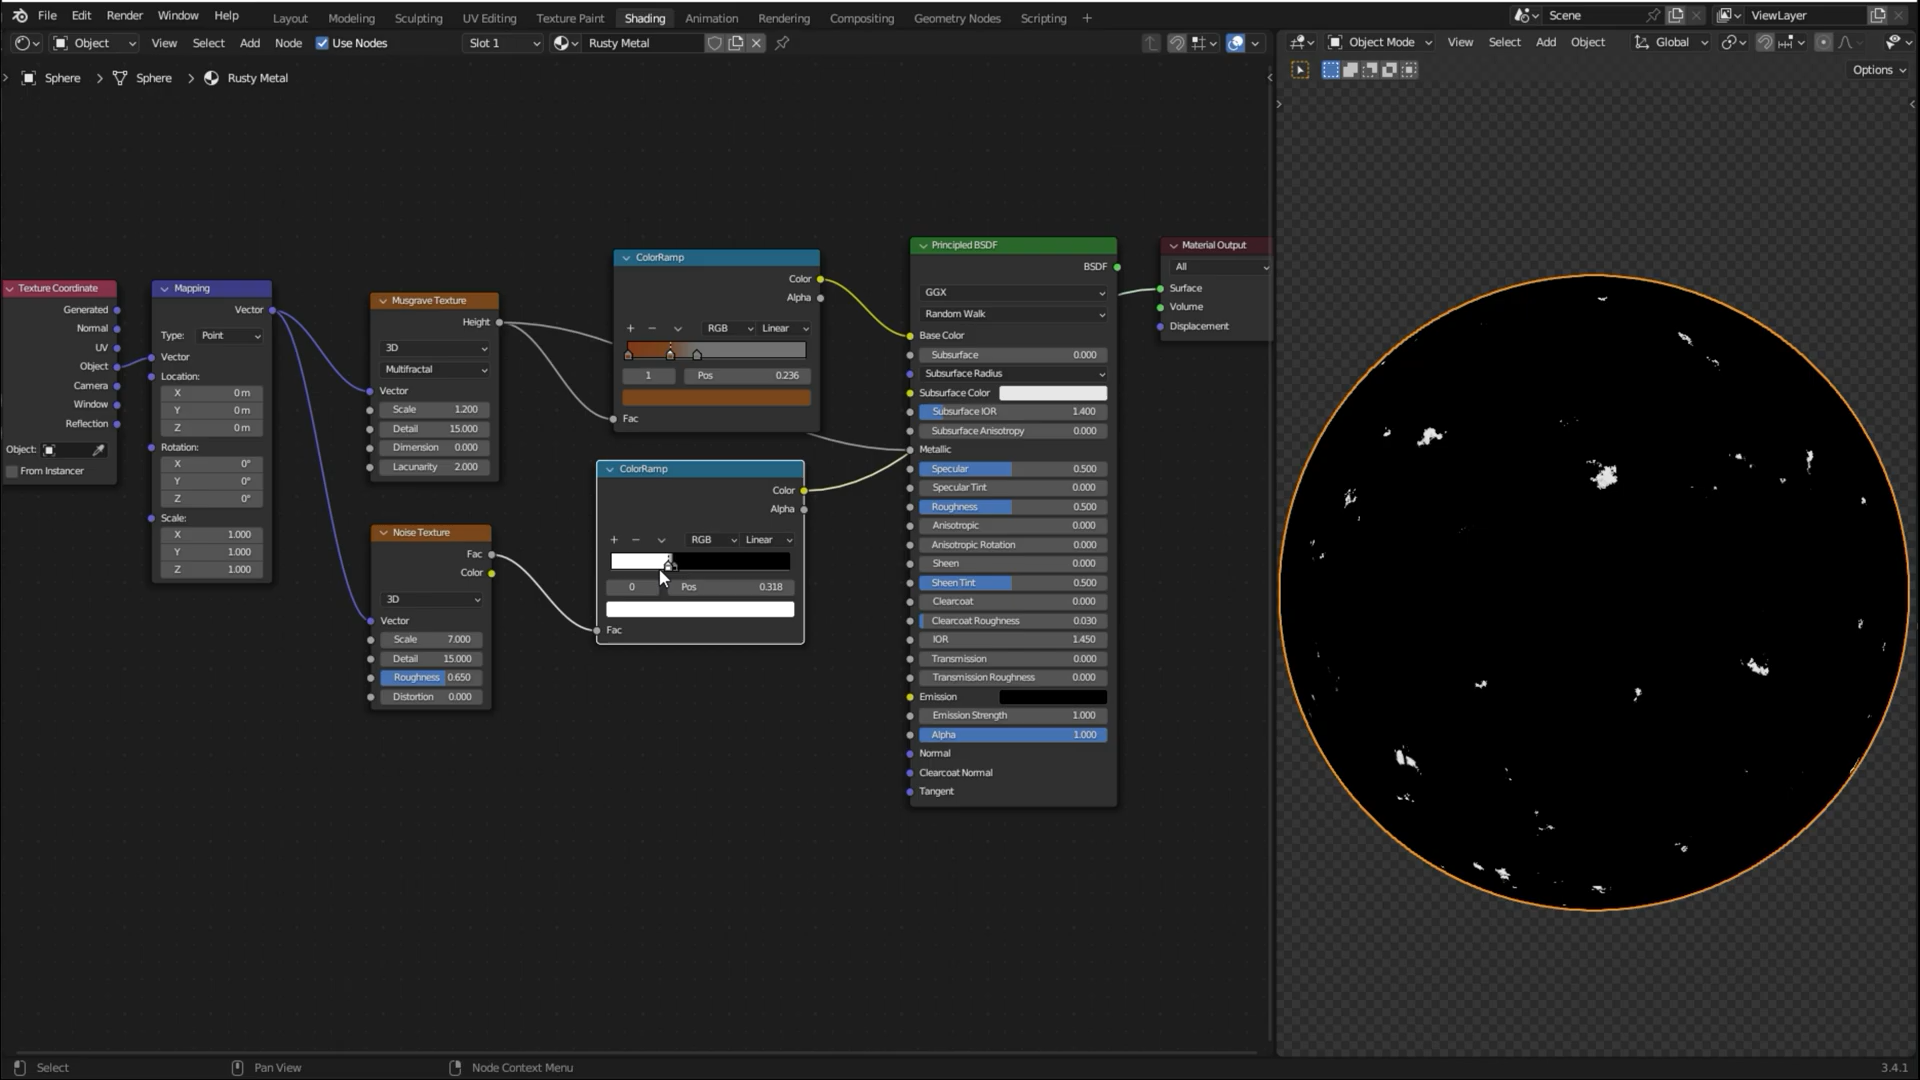 File Edit Render Window Help Layout Modeling Sculpting UV Editing Texture Paint Shading Animation Rendering Compositing Geometry Nodes Scripting + Scene ViewLayer
Object View Select Add Node Use Nodes Slot 1 Rusty Metal Object Mode View Select Add Object Global
Options
Sphere > Sphere > Rusty Metal
Texture Coordinate
Generated
Normal
UV
Object
Camera
Window
Reflection
Object:
From Instancer
Mapping
Vector
Type: Point
Vector
Location:
X 0 m
Y 0 m
Z 0 m
Rotation:
X 0°
Y 0°
Z 0°
Scale:
X 1.000
Y 1.000
Z 1.000
Musgrave Texture
Height
3D
Multifractal
Vector
Scale 1.200
Detail 15.000
Dimension 0.000
Lacunarity 2.000
Noise Texture
Fac
Color
3D
Vector
Scale 7.000
Detail 15.000
Roughness 0.650
Distortion 0.000
ColorRamp
Color
Alpha
+ − RGB Linear
1 Pos 0.236
Fac
ColorRamp
Color
Alpha
+ − RGB Linear
0 Pos 0.318
Fac
Principled BSDF
BSDF
GGX
Random Walk
Base Color
Subsurface 0.000
Subsurface Radius
Subsurface Color
Subsurface IOR 1.400
Subsurface Anisotropy 0.000
Metallic
Specular 0.500
Specular Tint 0.000
Roughness 0.500
Anisotropic 0.000
Anisotropic Rotation 0.000
Sheen 0.000
Sheen Tint 0.500
Clearcoat 0.000
Clearcoat Roughness 0.030
IOR 1.450
Transmission 0.000
Transmission Roughness 0.000
Emission
Emission Strength 1.000
Alpha 1.000
Normal
Clearcoat Normal
Tangent
Material Output
All
Surface
Volume
Displacement
Select Pan View Node Context Menu 3.4.1